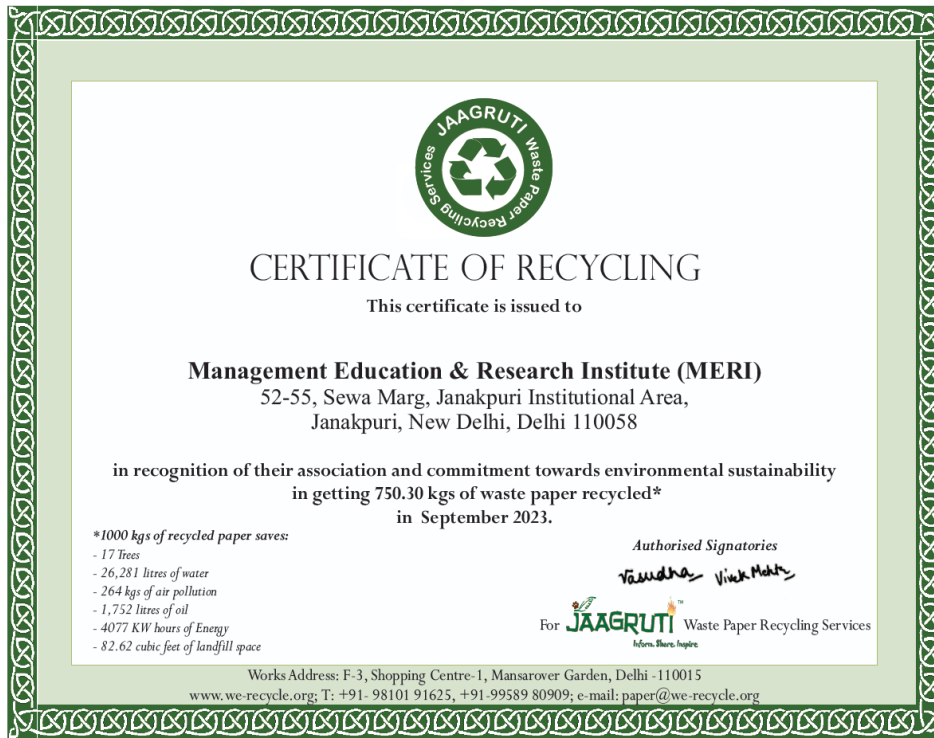 JAAGRUTI Waste Paper Recycling Services
CERTIFICATE OF RECYCLING
This certificate is issued to
Management Education & Research Institute (MERI)
52-55, Sewa Marg, Janakpuri Institutional Area,
Janakpuri, New Delhi, Delhi 110058
in recognition of their association and commitment towards environmental sustainability
in getting 750.30 kgs of waste paper recycled*
in September 2023.
*1000 kgs of recycled paper saves:
- 17 Trees
- 26,281 litres of water
- 264 kgs of air pollution
- 1,752 litres of oil
- 4077 KW hours of Energy
- 82.62 cubic feet of landfill space
Authorised Signatories
Vasudha Vivek Mehta
For JAAGRUTI™ Waste Paper Recycling Services
Inform. Share. Inspire
Works Address: F-3, Shopping Centre-1, Mansarover Garden, Delhi -110015
www.we-recycle.org; T: +91- 98101 91625, +91-99589 80909; e-mail: paper@we-recycle.org